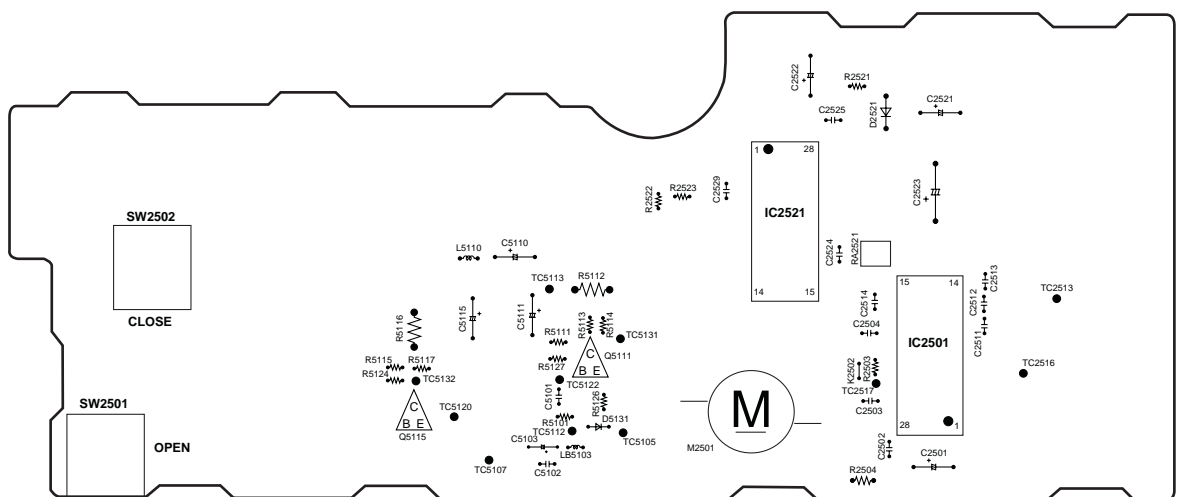 C2522
R2521
C2525
D2521
C2521
1
28
IC2521
14
15
R2522
R2523
C2529
C2523
C2524
RA2521
SW2502
CLOSE
L5110
C5110
TC5113
R5112
C5115
C5111
R5116
R5111
R5113
R5114
TC5131
R5127
C
B E
Q5111
R5115
R5117
R5124
TC5132
TC5122
C5101
R5126
C
B E
Q5115
TC5120
R5101
TC5112
D5131
TC5105
C5103
LB5103
C5102
TC5107
SW2501
OPEN
M
M2501
15
14
IC2501
28
1
C2514
C2504
K2502
R2503
TC2517
C2503
C2502
R2504
C2501
C2513
C2512
C2511
TC2513
TC2516